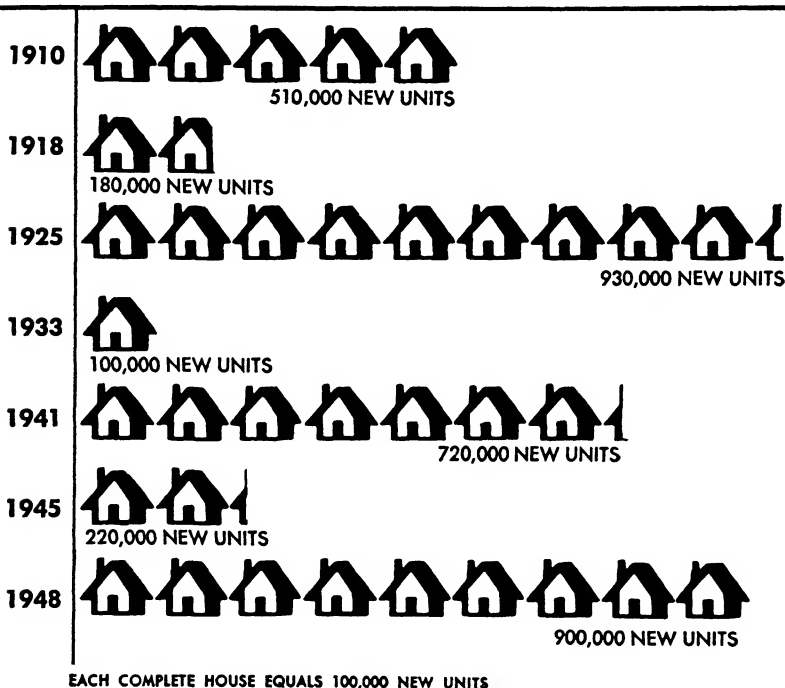 1910
510,000 NEW UNITS
1918
180,000 NEW UNITS
1925
930,000 NEW UNITS
1933
100,000 NEW UNITS
1941
720,000 NEW UNITS
1945
220,000 NEW UNITS
1948
900,000 NEW UNITS
EACH COMPLETE HOUSE EQUALS 100,000 NEW UNITS